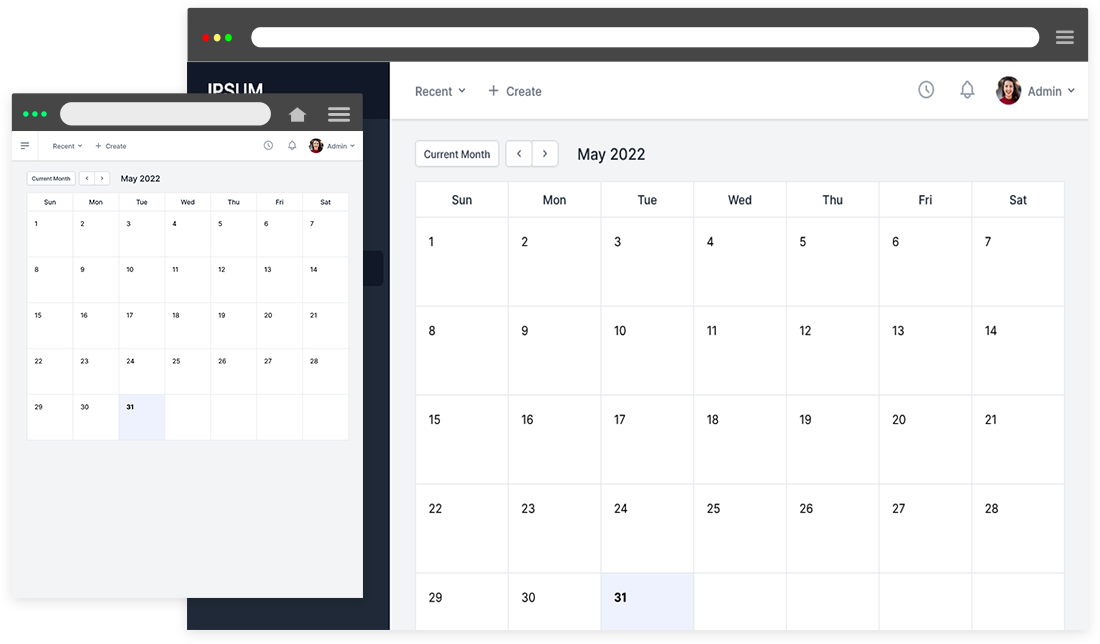 IPSUM
Recent + Create Admin
Current Month < > May 2022
Sun Mon Tue Wed Thu Fri Sat
1 2 3 4 5 6 7
8 9 10 11 12 13 14
15 16 17 18 19 20 21
22 23 24 25 26 27 28
29 30 31
Recent + Create Admin
Current Month < > May 2022
Sun Mon Tue Wed Thu Fri Sat
1 2 3 4 5 6 7
8 9 10 11 12 13 14
15 16 17 18 19 20 21
22 23 24 25 26 27 28
29 30 31